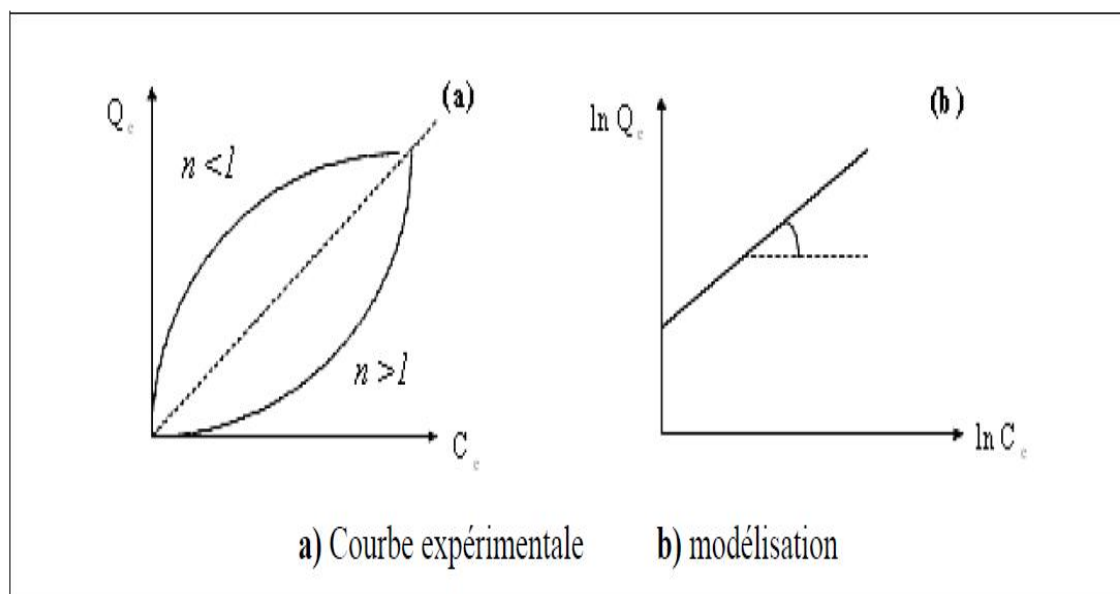 (a)
Qe
n <1
n >1
Ce
(b)
ln Qe
ln Ce
a) Courbe expérimentale b) modélisation